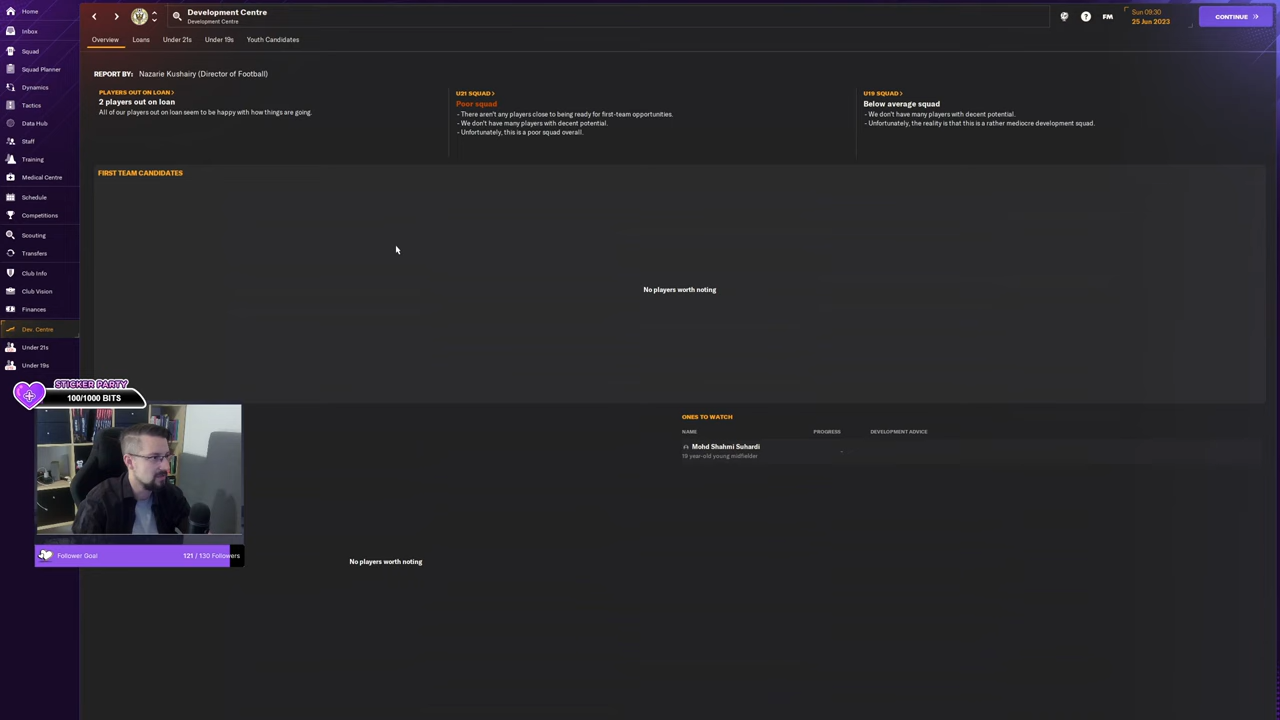 Home
Inbox
Squad
Squad Planner
Dynamics
Tactics
Data Hub
Staff
Training
Medical Centre
Schedule
Competitions
Scouting
Transfers
Club Info
Club Vision
Finances
Dev. Centre
Under 21s
Under 19s
Development Centre
Development Centre
FM
Sun 09:30
25 Jun 2023
CONTINUE
Overview
Loans
Under 21s
Under 19s
Youth Candidates
REPORT BY: Nazarie Kushairy (Director of Football)
PLAYERS OUT ON LOAN >
2 players out on loan
All of our players out on loan seem to be happy with how things are going.
U21 SQUAD >
Poor squad
- There aren't any players close to being ready for first-team opportunities.
- We don't have many players with decent potential.
- Unfortunately, this is a poor squad overall.
U19 SQUAD >
Below average squad
- We don't have many players with decent potential.
- Unfortunately, the reality is that this is a rather mediocre development squad.
FIRST TEAM CANDIDATES
No players worth noting
STICKER PARTY
100/1000 BITS
Follower Goal
121 / 130 Followers
No players worth noting
ONES TO WATCH
NAME PROGRESS DEVELOPMENT ADVICE
Mohd Shahmi Suhardi
19 year-old young midfielder